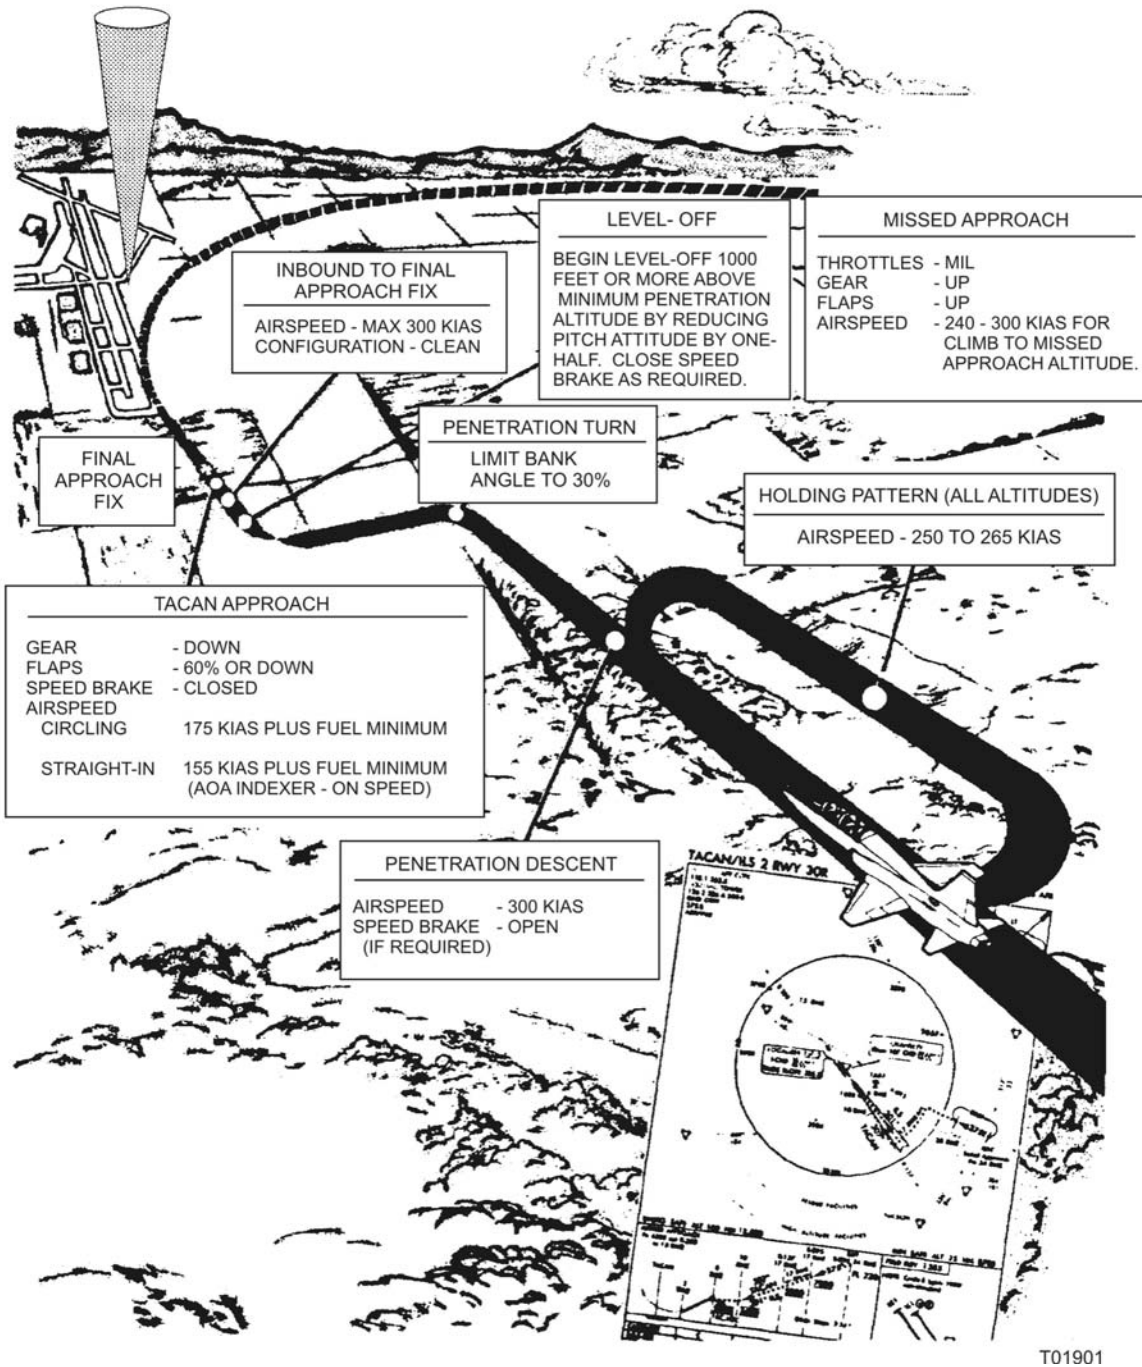 LEVEL- OFF
BEGIN LEVEL-OFF 1000
FEET OR MORE ABOVE
MINIMUM PENETRATION
ALTITUDE BY REDUCING
PITCH ATTITUDE BY ONE-
HALF. CLOSE SPEED
BRAKE AS REQUIRED.
MISSED APPROACH
THROTTLES - MIL
GEAR - UP
FLAPS - UP
AIRSPEED - 240 - 300 KIAS FOR
CLIMB TO MISSED
APPROACH ALTITUDE.
INBOUND TO FINAL
APPROACH FIX
AIRSPEED - MAX 300 KIAS
CONFIGURATION - CLEAN
PENETRATION TURN
LIMIT BANK
ANGLE TO 30%
FINAL
APPROACH
FIX
HOLDING PATTERN (ALL ALTITUDES)
AIRSPEED - 250 TO 265 KIAS
TACAN APPROACH
GEAR - DOWN
FLAPS - 60% OR DOWN
SPEED BRAKE - CLOSED
AIRSPEED
CIRCLING 175 KIAS PLUS FUEL MINIMUM
STRAIGHT-IN 155 KIAS PLUS FUEL MINIMUM
(AOA INDEXER - ON SPEED)
PENETRATION DESCENT
AIRSPEED - 300 KIAS
SPEED BRAKE - OPEN
(IF REQUIRED)
TACAN/ILS 2 RWY 30R
TACAN
T01901